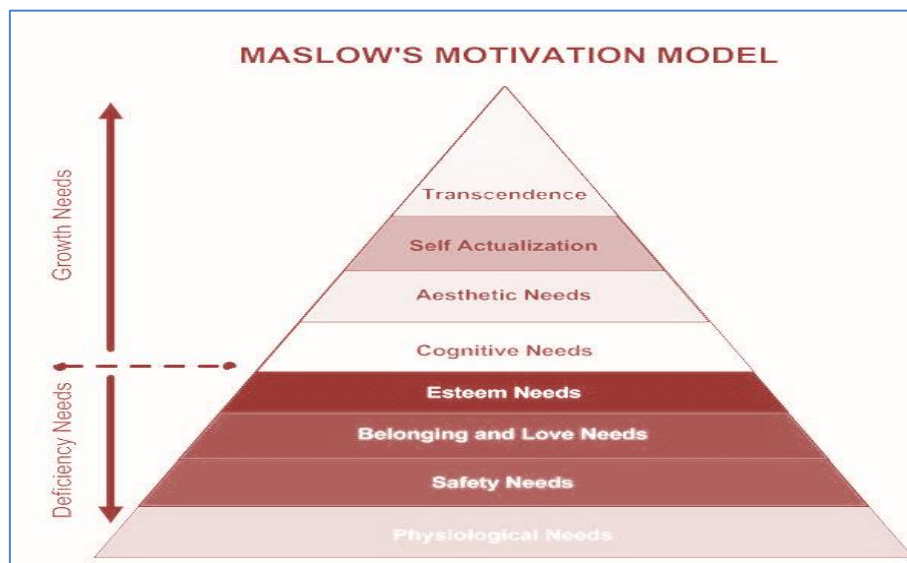 MASLOW'S MOTIVATION MODEL
Growth Needs
Deficiency Needs
Transcendence
Self Actualization
Aesthetic Needs
Cognitive Needs
Esteem Needs
Belonging and Love Needs
Safety Needs
Physiological Needs